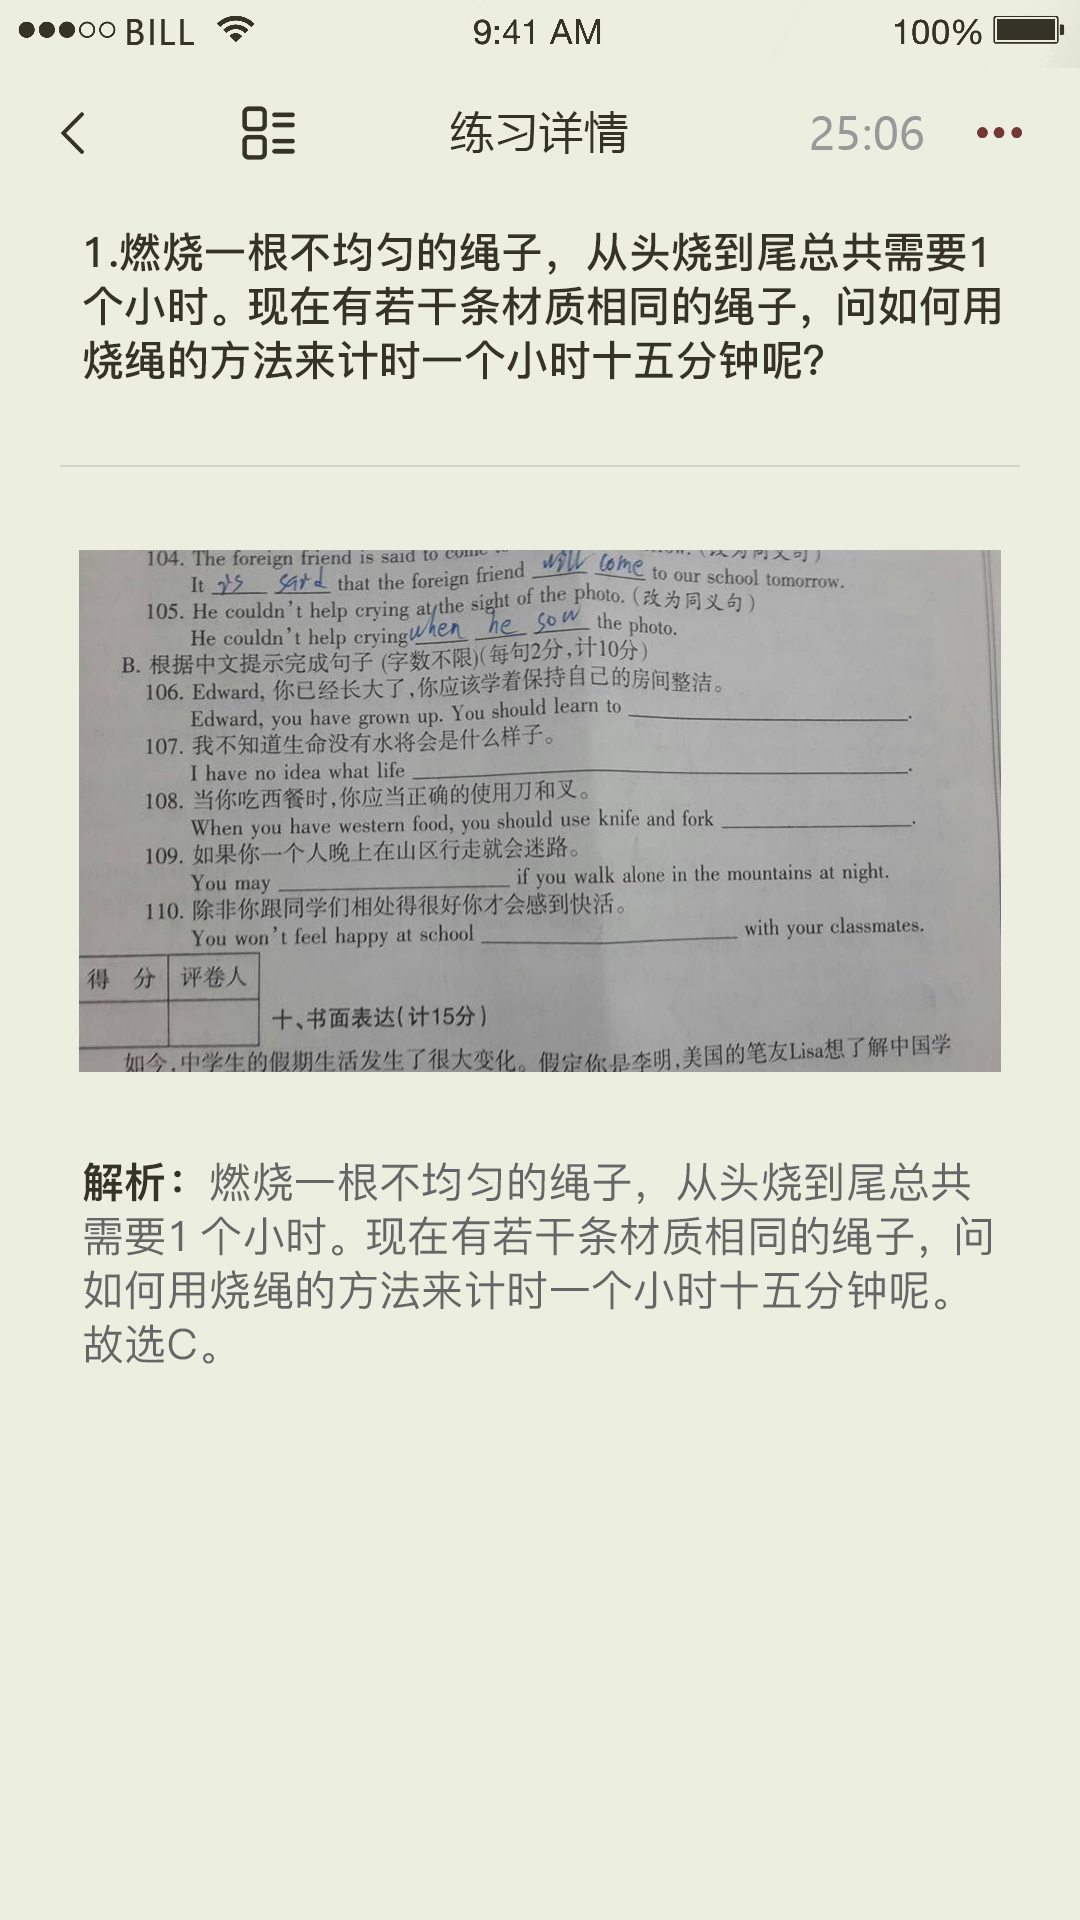 BILL 9:41 AM 100%
练习详情 25:06
1.燃烧一根不均匀的绳子，从头烧到尾总共需要1
个小时。现在有若干条材质相同的绳子，问如何用
烧绳的方法来计时一个小时十五分钟呢?
104. The foreign friend is said to come (改为同义句)
It is said that the foreign friend will come to our school tomorrow.
105. He couldn't help crying at the sight of the photo. (改为同义句)
He couldn't help crying when he sow the photo.
B. 根据中文提示完成句子 (字数不限)(每句2分,计10分)
106. Edward, 你已经长大了,你应该学着保持自己的房间整洁。
Edward, you have grown up. You should learn to ______.
107. 我不知道生命没有水将会是什么样子。
I have no idea what life ______.
108. 当你吃西餐时,你应当正确的使用刀和叉。
When you have western food, you should use knife and fork ______.
109. 如果你一个人晚上在山区行走就会迷路。
You may ______ if you walk alone in the mountains at night.
110. 除非你跟同学们相处得很好你才会感到快活。
You won't feel happy at school ______ with your classmates.
得 分 评卷人
十、书面表达(计15分)
如今,中学生的假期生活发生了很大变化。假定你是李明,美国的笔友Lisa想了解中国学
解析：燃烧一根不均匀的绳子，从头烧到尾总共
需要1 个小时。现在有若干条材质相同的绳子，问
如何用烧绳的方法来计时一个小时十五分钟呢。
故选C。